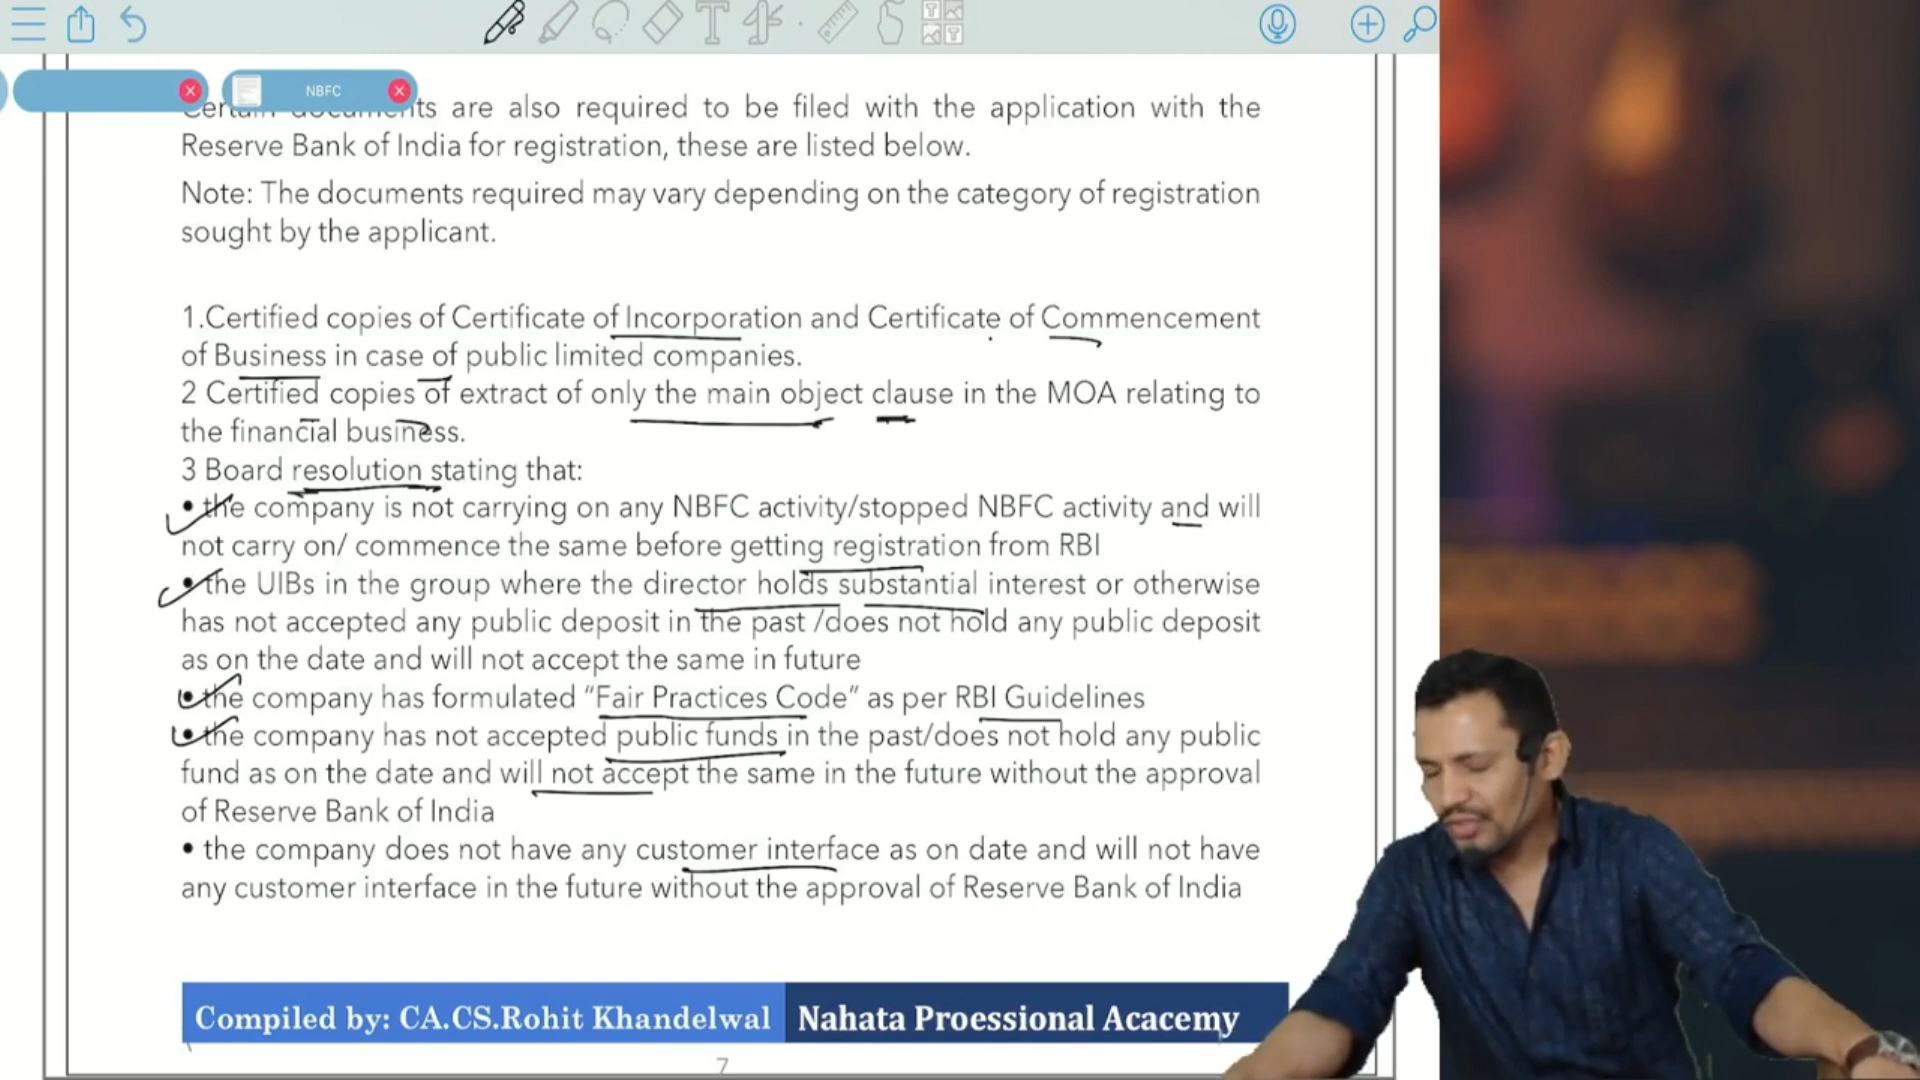 NBFC
Certain documents are also required to be filed with the application with the
Reserve Bank of India for registration, these are listed below.
Note: The documents required may vary depending on the category of registration
sought by the applicant.
1.Certified copies of Certificate of Incorporation and Certificate of Commencement
of Business in case of public limited companies.
2 Certified copies of extract of only the main object clause in the MOA relating to
the financial business.
3 Board resolution stating that:
• the company is not carrying on any NBFC activity/stopped NBFC activity and will
not carry on/ commence the same before getting registration from RBI
• the UIBs in the group where the director holds substantial interest or otherwise
has not accepted any public deposit in the past /does not hold any public deposit
as on the date and will not accept the same in future
• the company has formulated “Fair Practices Code” as per RBI Guidelines
• the company has not accepted public funds in the past/does not hold any public
fund as on the date and will not accept the same in the future without the approval
of Reserve Bank of India
• the company does not have any customer interface as on date and will not have
any customer interface in the future without the approval of Reserve Bank of India
Compiled by: CA.CS.Rohit Khandelwal Nahata Proessional Acacemy
7